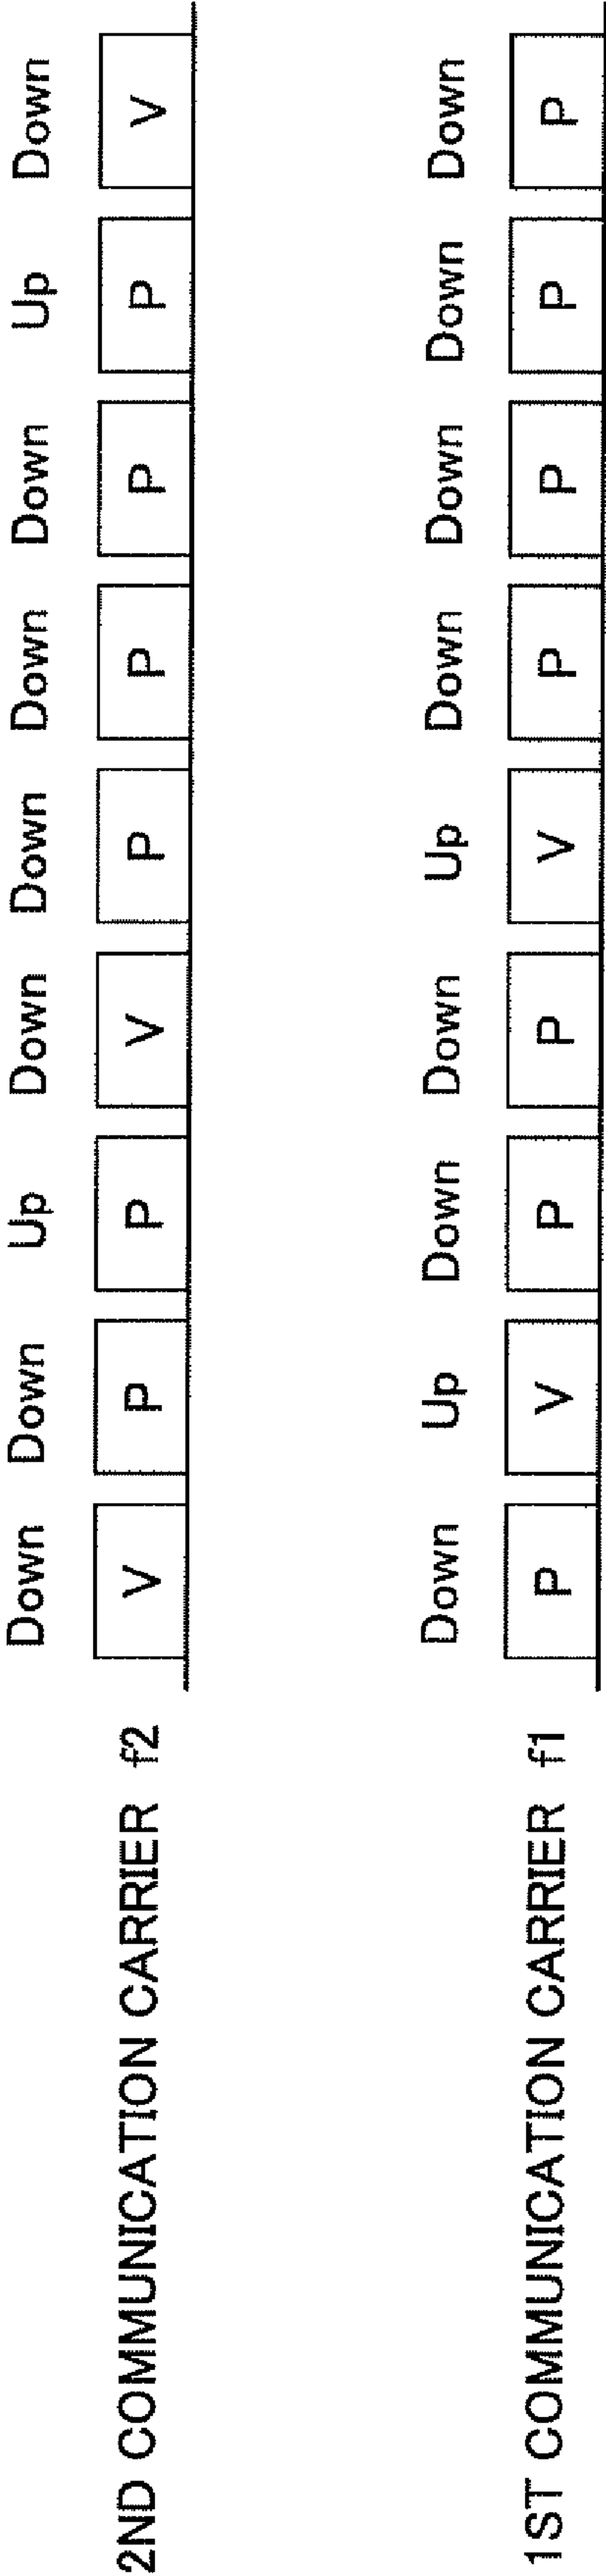 Down Down Up Down Down Down Down Up Down
2ND COMMUNICATION CARRIER f2 V P P V P P P P V
Down Up Down Down Up Down Down Down Down
1ST COMMUNICATION CARRIER f1 P V P P V P P P P